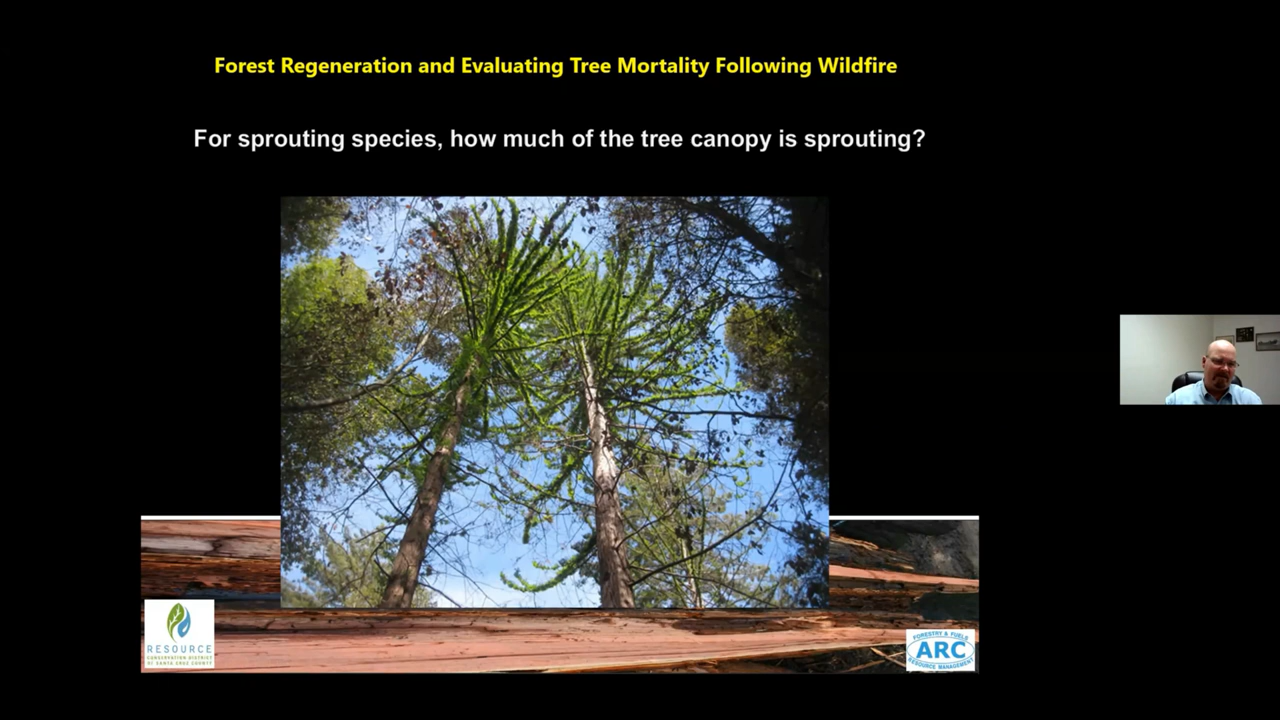 Forest Regeneration and Evaluating Tree Mortality Following Wildfire
For sprouting species, how much of the tree canopy is sprouting?
RESOURCE
CONSERVATION DISTRICT
OF SANTA CRUZ COUNTY
FORESTRY & FUELS
ARC
RESOURCE MANAGEMENT